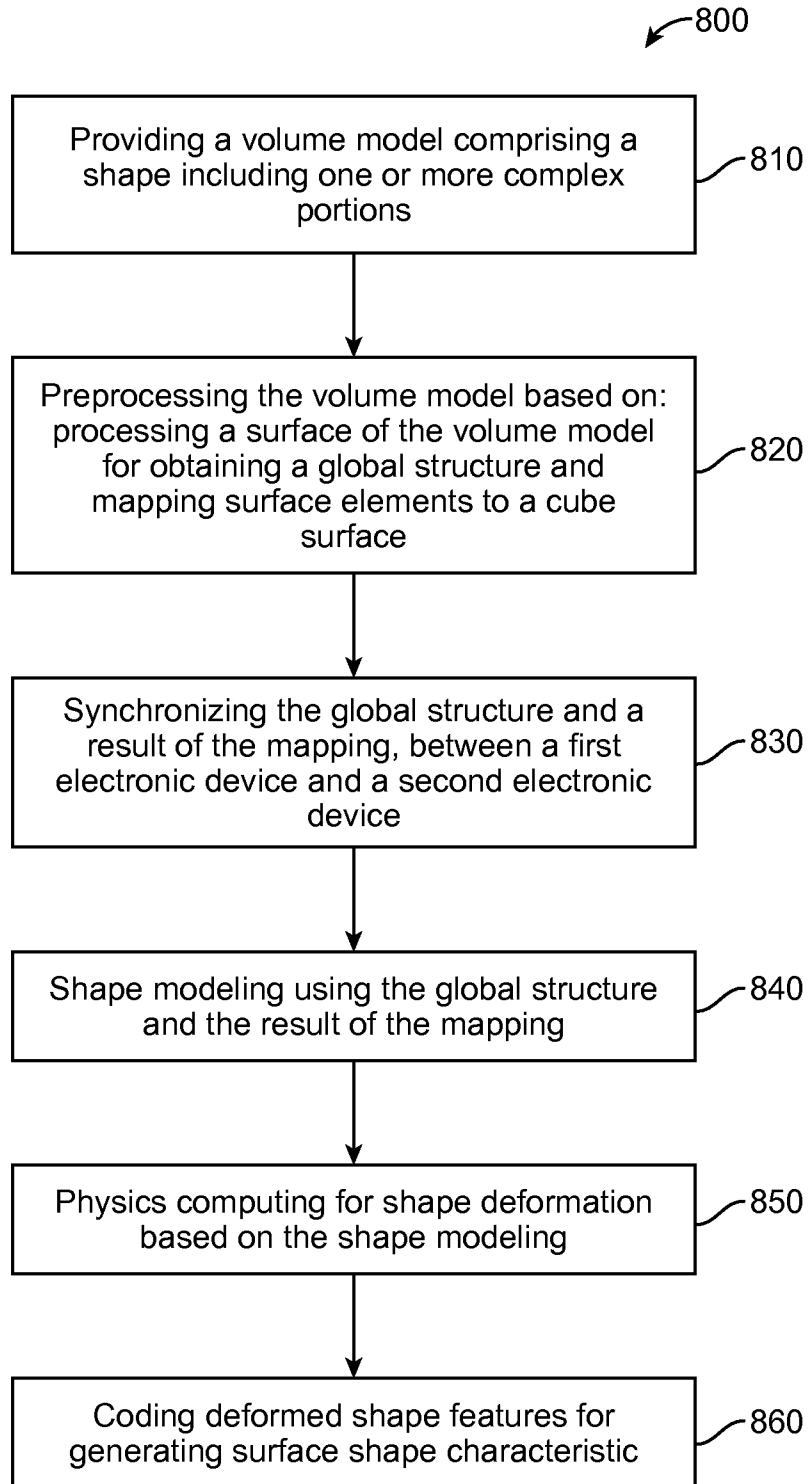 800
Providing a volume model comprising a
shape including one or more complex
portions
810
Preprocessing the volume model based on:
processing a surface of the volume model
for obtaining a global structure and
mapping surface elements to a cube
surface
820
Synchronizing the global structure and a
result of the mapping, between a first
electronic device and a second electronic
device
830
Shape modeling using the global structure
and the result of the mapping
840
Physics computing for shape deformation
based on the shape modeling
850
Coding deformed shape features for
generating surface shape characteristic
860